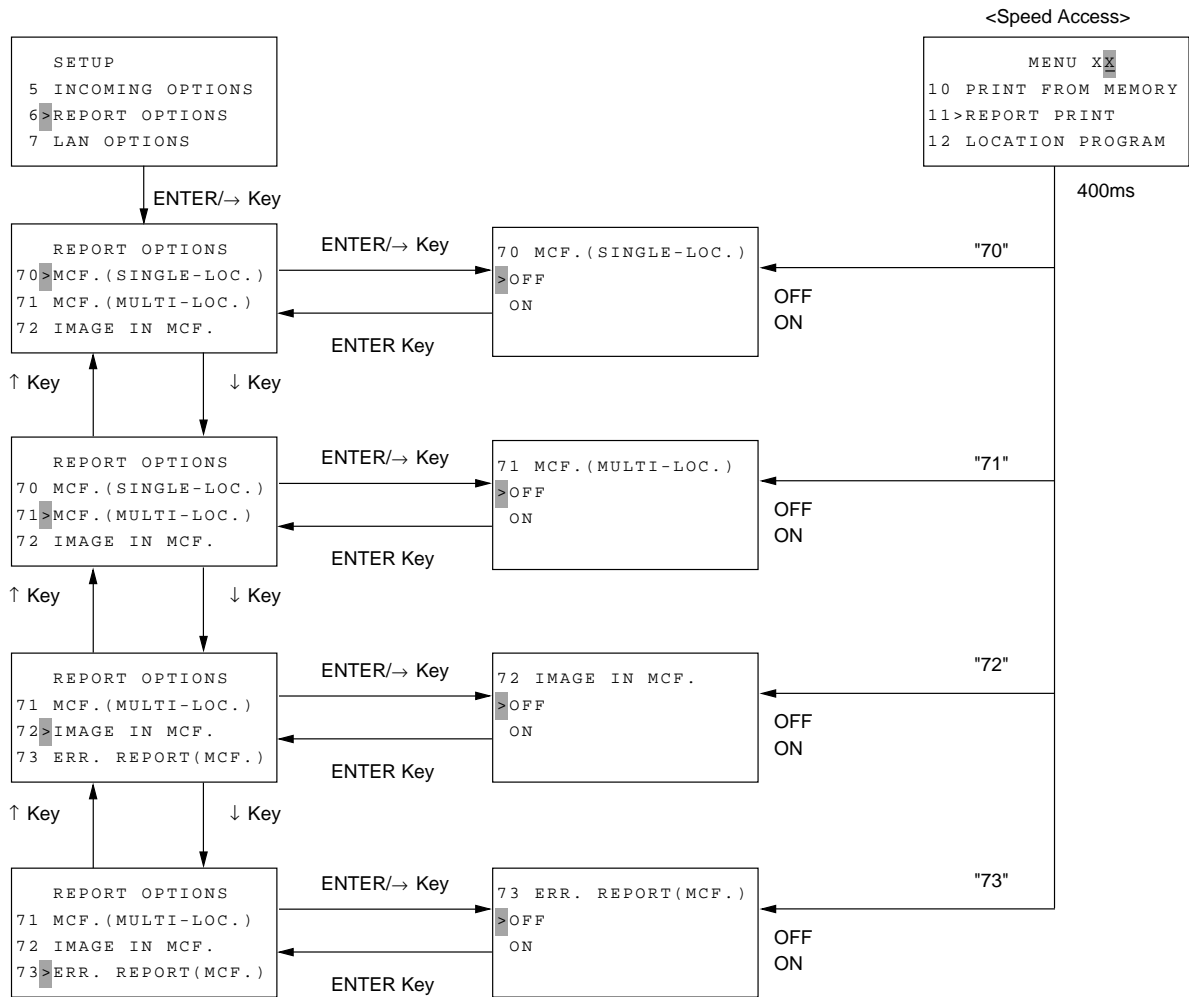 <Speed Access>
SETUP
5 INCOMING OPTIONS
6>REPORT OPTIONS
7 LAN OPTIONS
MENU XX
10 PRINT FROM MEMORY
11>REPORT PRINT
12 LOCATION PROGRAM
ENTER/→ Key
400ms
REPORT OPTIONS
70>MCF.(SINGLE-LOC.)
71 MCF.(MULTI-LOC.)
72 IMAGE IN MCF.
ENTER/→ Key
ENTER Key
70 MCF.(SINGLE-LOC.)
>OFF
ON
"70"
OFF
ON
↑ Key
↓ Key
REPORT OPTIONS
70 MCF.(SINGLE-LOC.)
71>MCF.(MULTI-LOC.)
72 IMAGE IN MCF.
ENTER/→ Key
ENTER Key
71 MCF.(MULTI-LOC.)
>OFF
ON
"71"
OFF
ON
↑ Key
↓ Key
REPORT OPTIONS
71 MCF.(MULTI-LOC.)
72>IMAGE IN MCF.
73 ERR. REPORT(MCF.)
ENTER/→ Key
ENTER Key
72 IMAGE IN MCF.
>OFF
ON
"72"
OFF
ON
↑ Key
↓ Key
REPORT OPTIONS
71 MCF.(MULTI-LOC.)
72 IMAGE IN MCF.
73>ERR. REPORT(MCF.)
ENTER/→ Key
ENTER Key
73 ERR. REPORT(MCF.)
>OFF
ON
"73"
OFF
ON